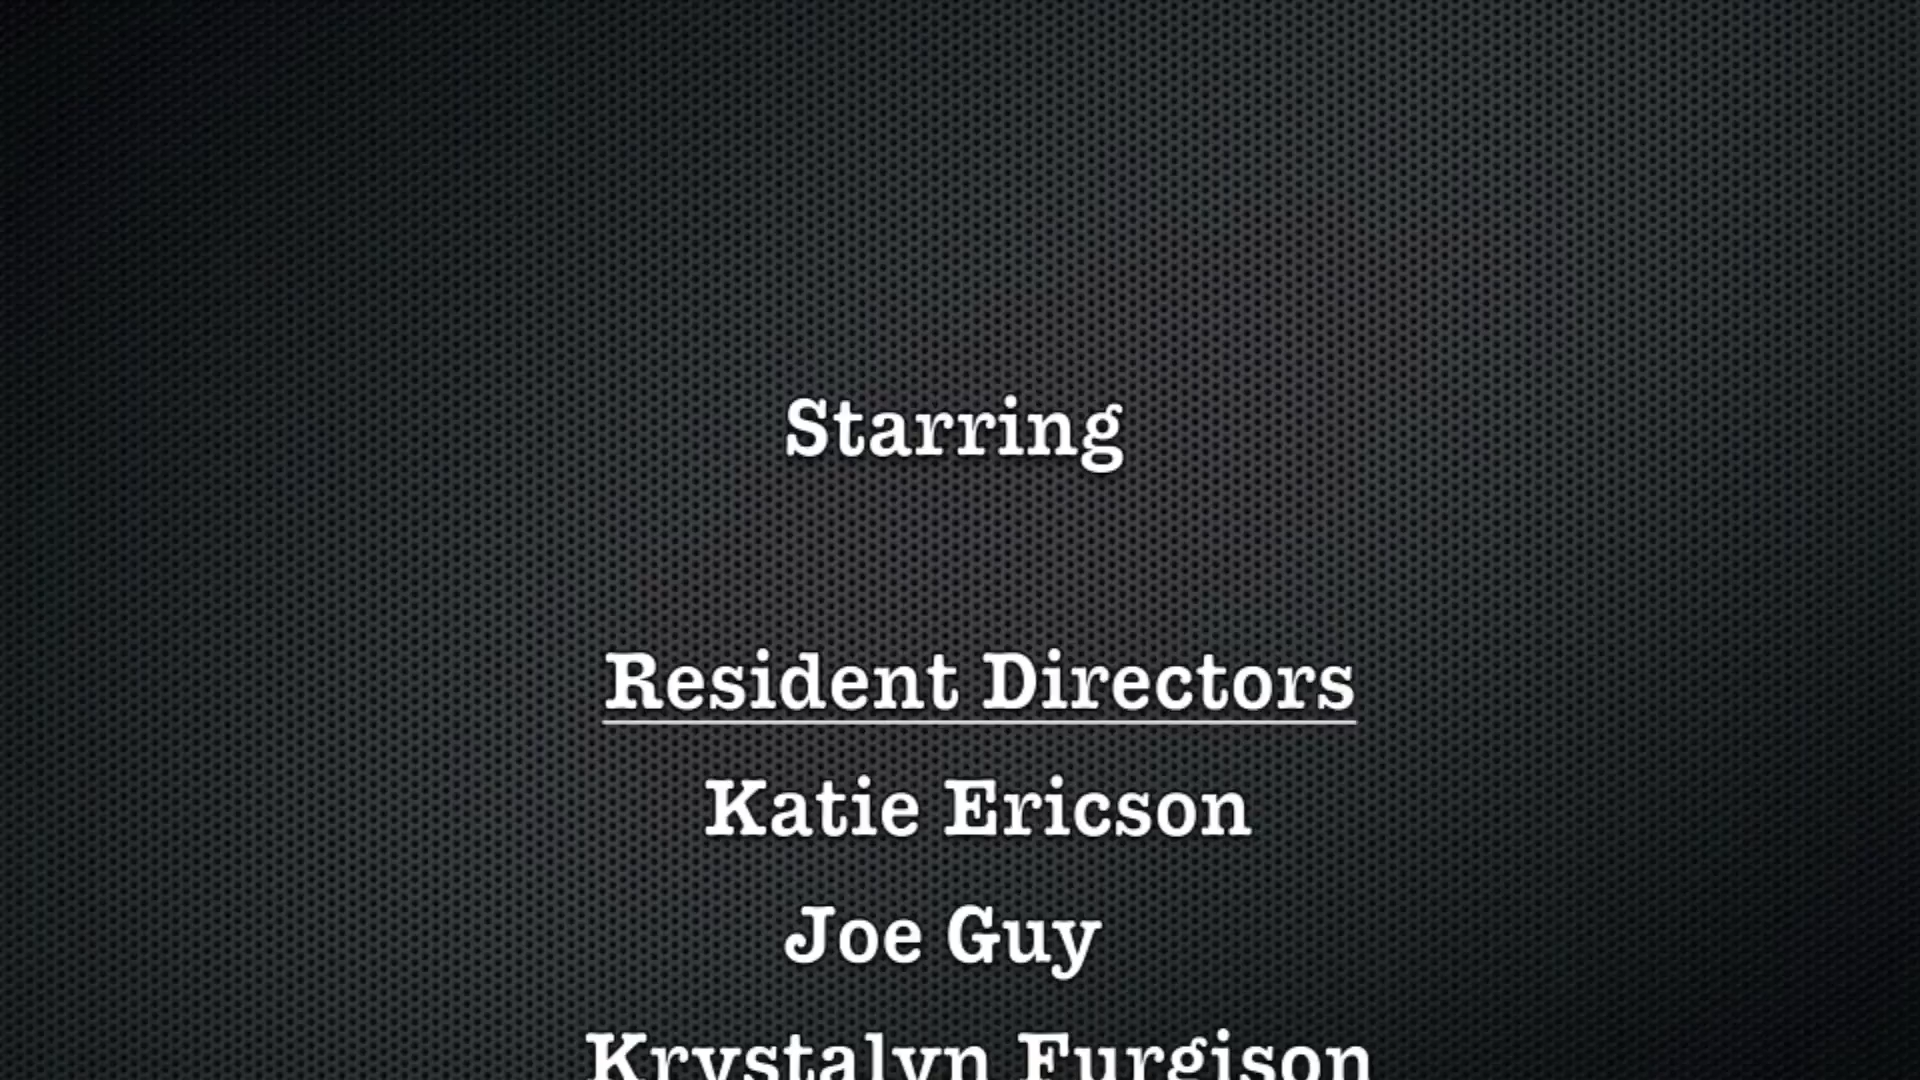 Starring
Resident Directors
Katie Ericson
Joe Guy
Krystalyn Furgison